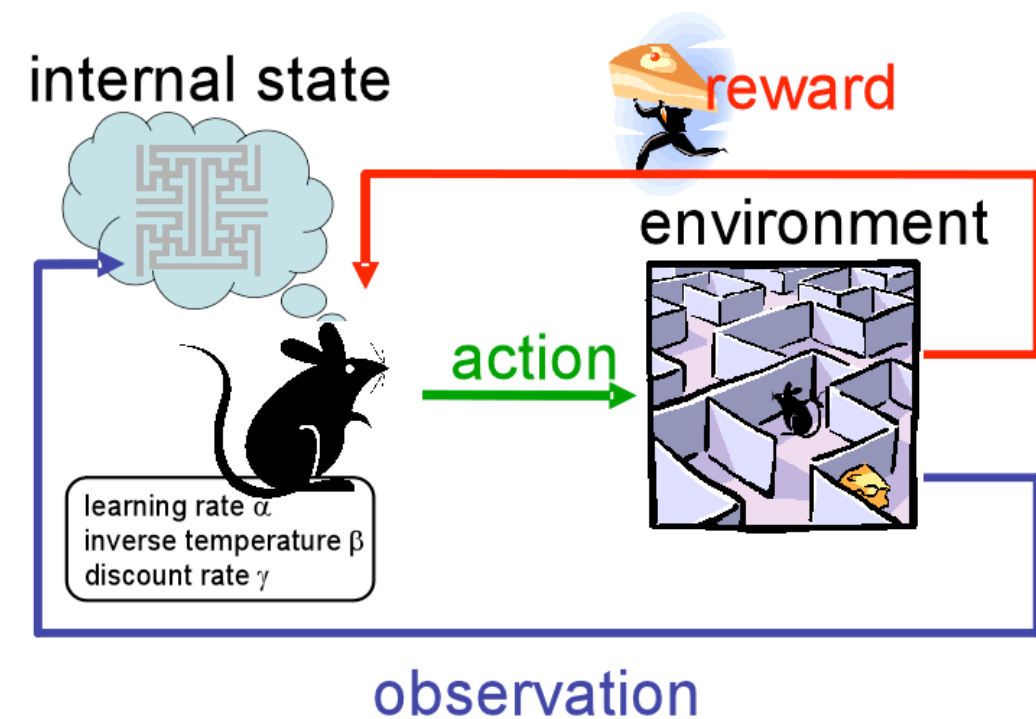 internal state
reward
environment
action
learning rate α
inverse temperature β
discount rate γ
observation